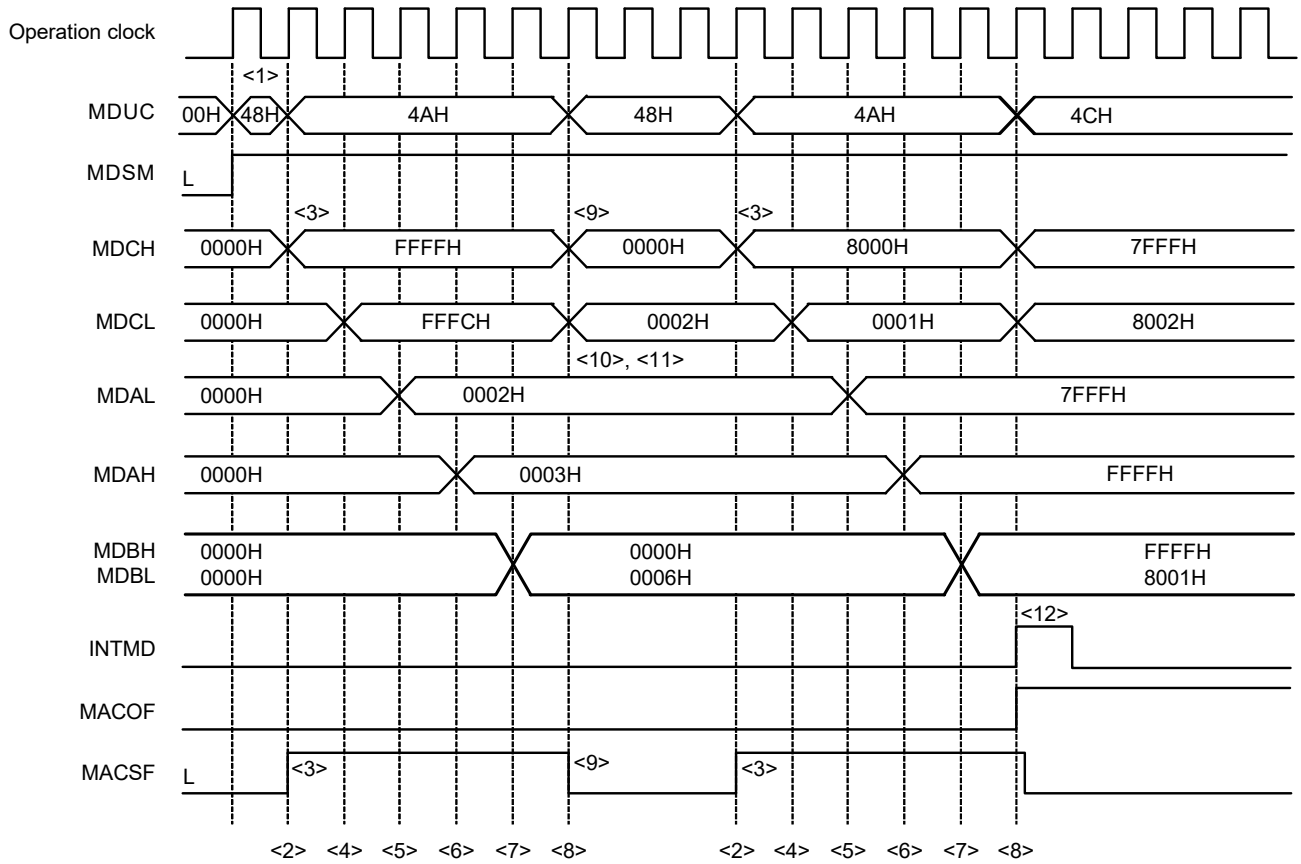 Operation clock
<1>
MDUC 00H 48H 4AH 48H 4AH 4CH
MDSM L
<3> <9> <3>
MDCH 0000H FFFFH 0000H 8000H 7FFFH
MDCL 0000H FFFCH 0002H 0001H 8002H
<10>, <11>
MDAL 0000H 0002H 7FFFH
MDAH 0000H 0003H FFFFH
MDBH 0000H 0000H FFFFH
MDBL 0000H 0006H 8001H
<12>
INTMD
MACOF
MACSF L <3> <9> <3>
<2> <4> <5> <6> <7> <8> <2> <4> <5> <6> <7> <8>